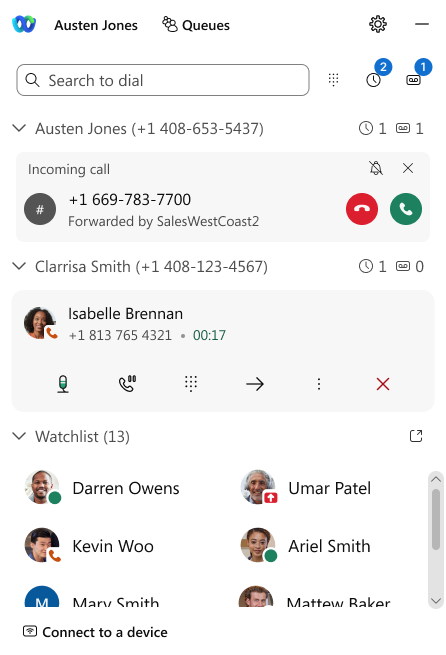 Austen Jones Queues
Search to dial 2 1
Austen Jones (+1 408-653-5437) 1 1
Incoming call
# +1 669-783-7700
Forwarded by SalesWestCoast2
Clarrisa Smith (+1 408-123-4567) 1 0
Isabelle Brennan
+1 813 765 4321 • 00:17
Watchlist (13)
Darren Owens Umar Patel
Kevin Woo Ariel Smith
M Mary Smith Mattew Baker
Connect to a device